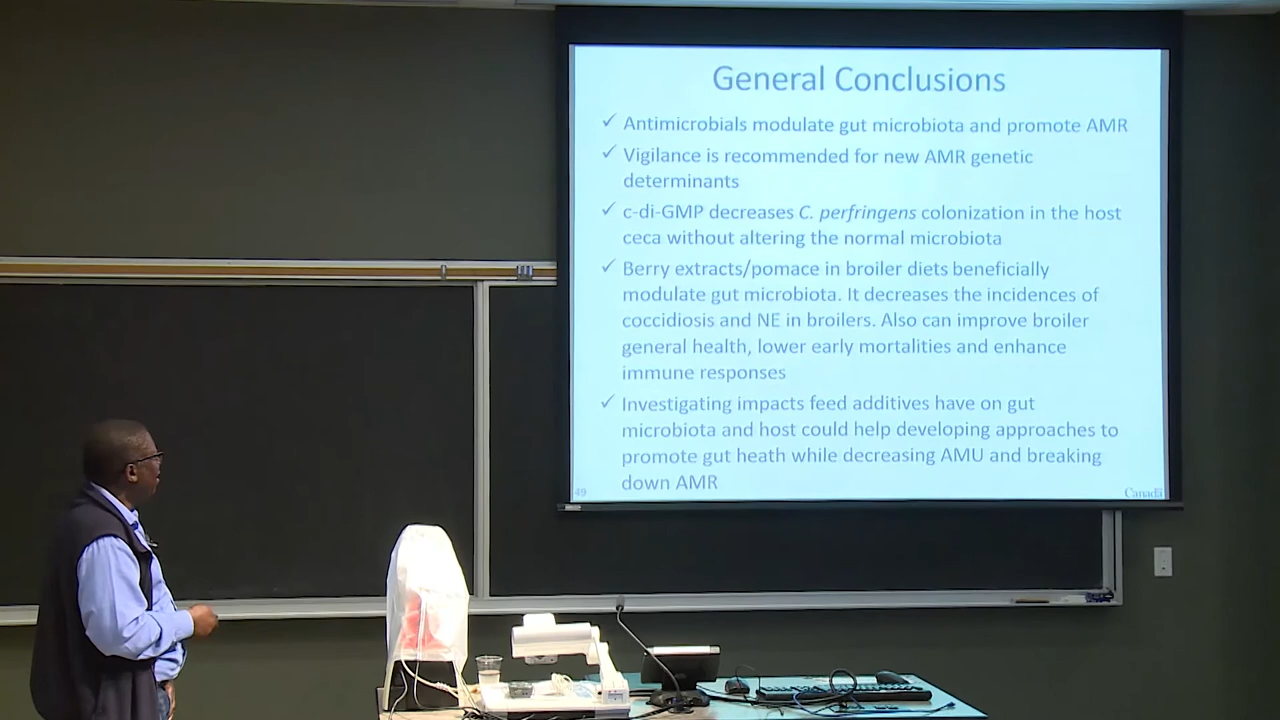 General Conclusions
✓ Antimicrobials modulate gut microbiota and promote AMR
✓ Vigilance is recommended for new AMR genetic
determinants
✓ c-di-GMP decreases C. perfringens colonization in the host
ceca without altering the normal microbiota
✓ Berry extracts/pomace in broiler diets beneficially
modulate gut microbiota. It decreases the incidences of
coccidiosis and NE in broilers. Also can improve broiler
general health, lower early mortalities and enhance
immune responses
✓ Investigating impacts feed additives have on gut
microbiota and host could help developing approaches to
promote gut heath while decreasing AMU and breaking
down AMR
49
Canada